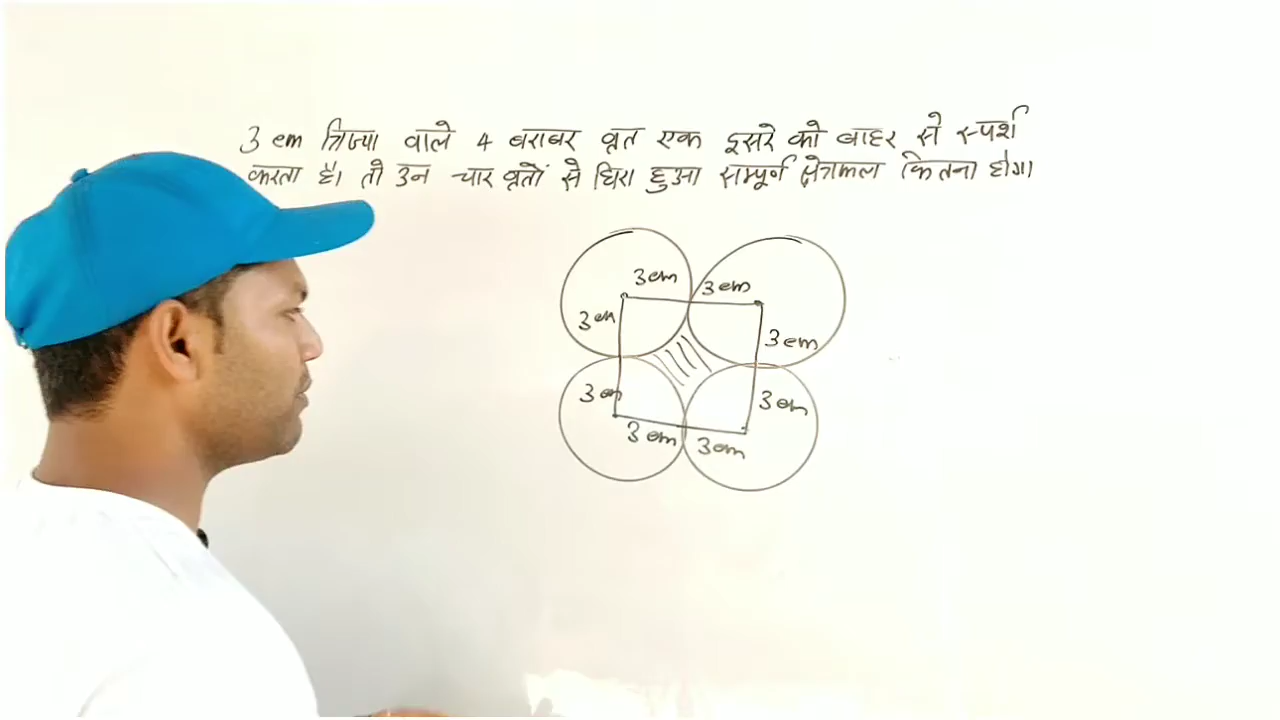 3 cm त्रिज्या वाले 4 बराबर वृत एक दूसरे को बाहर से स्पर्श
करता है। तो उन चार वृतों से घिरा हुआ सम्पूर्ण क्षेत्रफल कितना होगा।
3 cm 3 cm
3 cm 3 cm
3 cm 3 cm
3 cm 3 cm